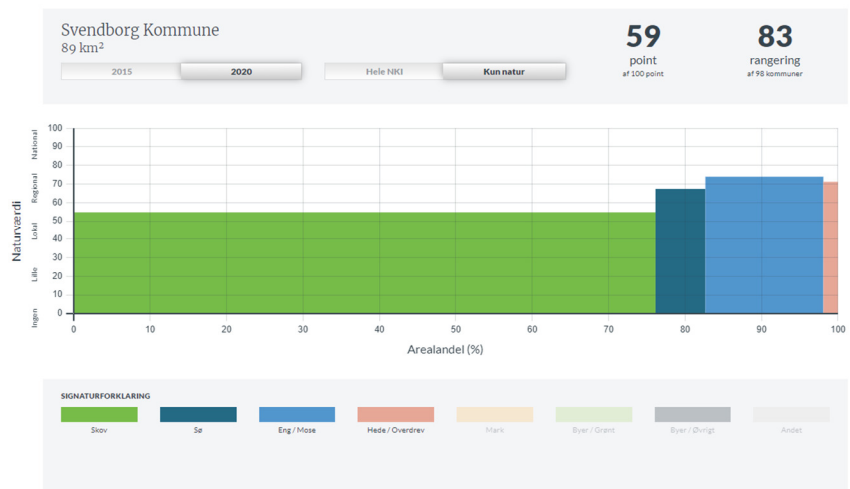 Svendborg Kommune
89 km²
2015
2020
Hele NKI
Kun natur
59
point
af 100 point
83
rangering
af 98 kommuner
Naturværdi
National
Regional
Lokal
Lille
Ingen
100
90
80
70
60
50
40
30
20
10
0
0 10 20 30 40 50 60 70 80 90 100
Arealandel (%)
SIGNATURFORKLARING
Skov
Sø
Eng / Mose
Hede / Overdrev
Mark
Byer / Grønt
Byer / Øvrigt
Andet